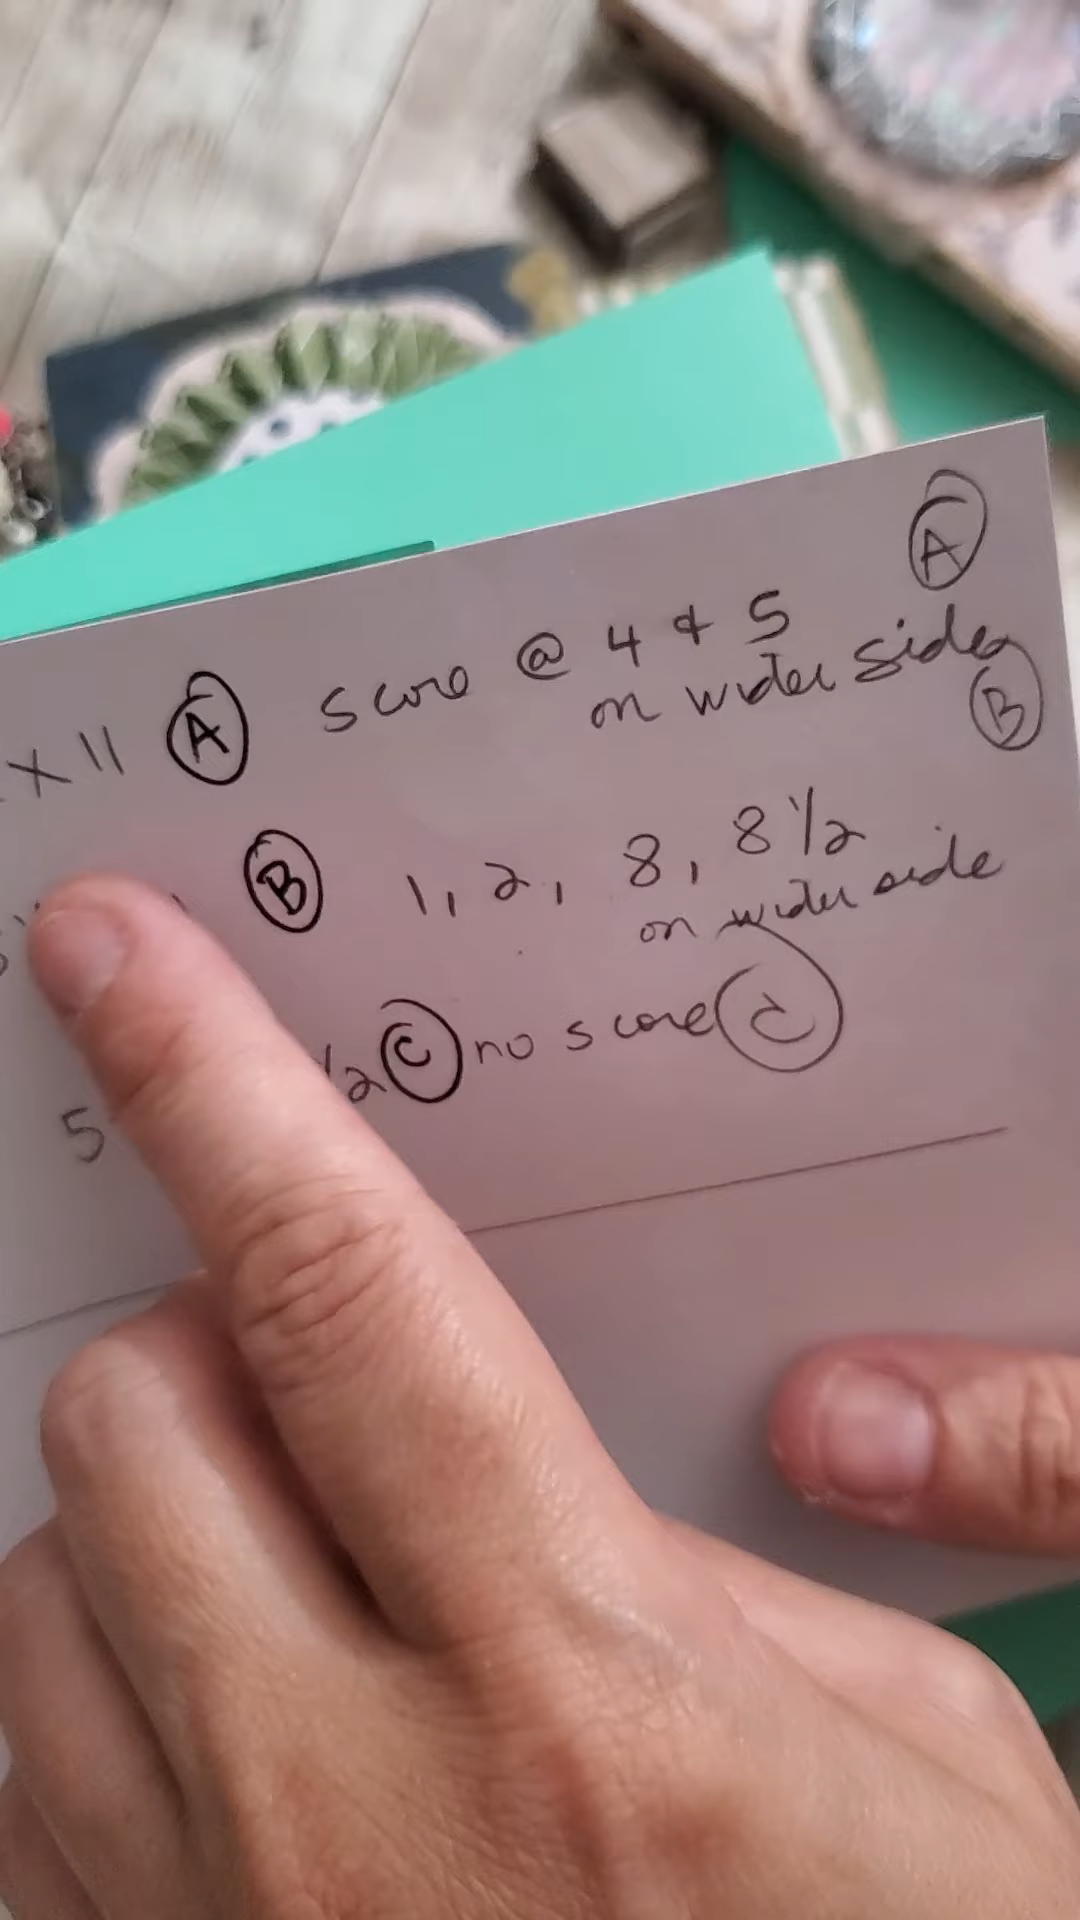 x 11 A score @ 4 & 5 A
on wider side B
B 1, 2, 8, 8 1/2
on wider side
5 /2 C no score C